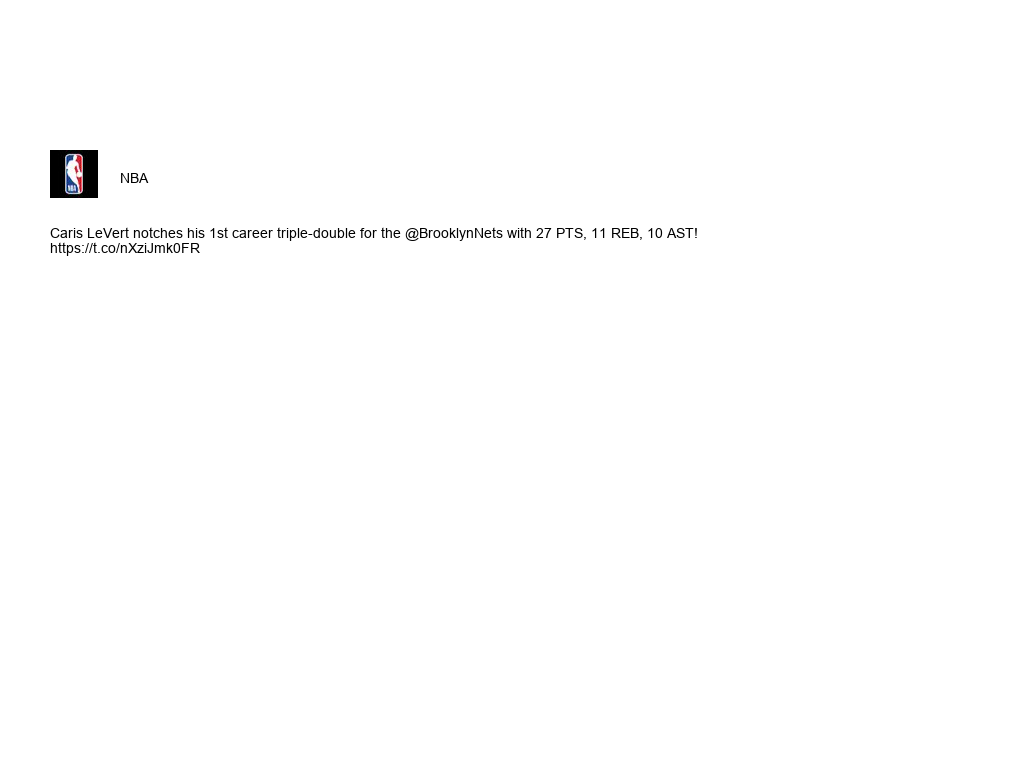 NBA
Caris LeVert notches his 1st career triple-double for the @BrooklynNets with 27 PTS, 11 REB, 10 AST!
https://t.co/nXziJmk0FR